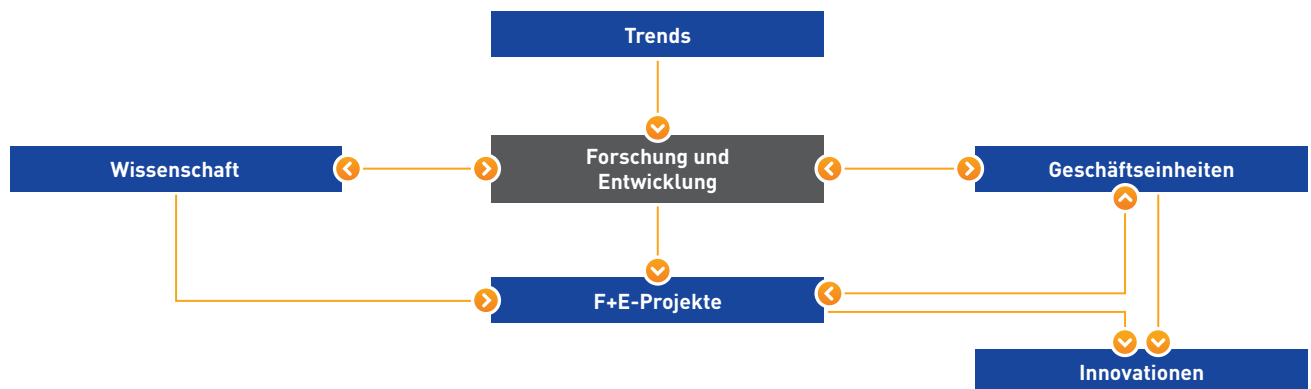 Trends
Wissenschaft
Forschung und
Entwicklung
Geschäftseinheiten
F+E-Projekte
Innovationen